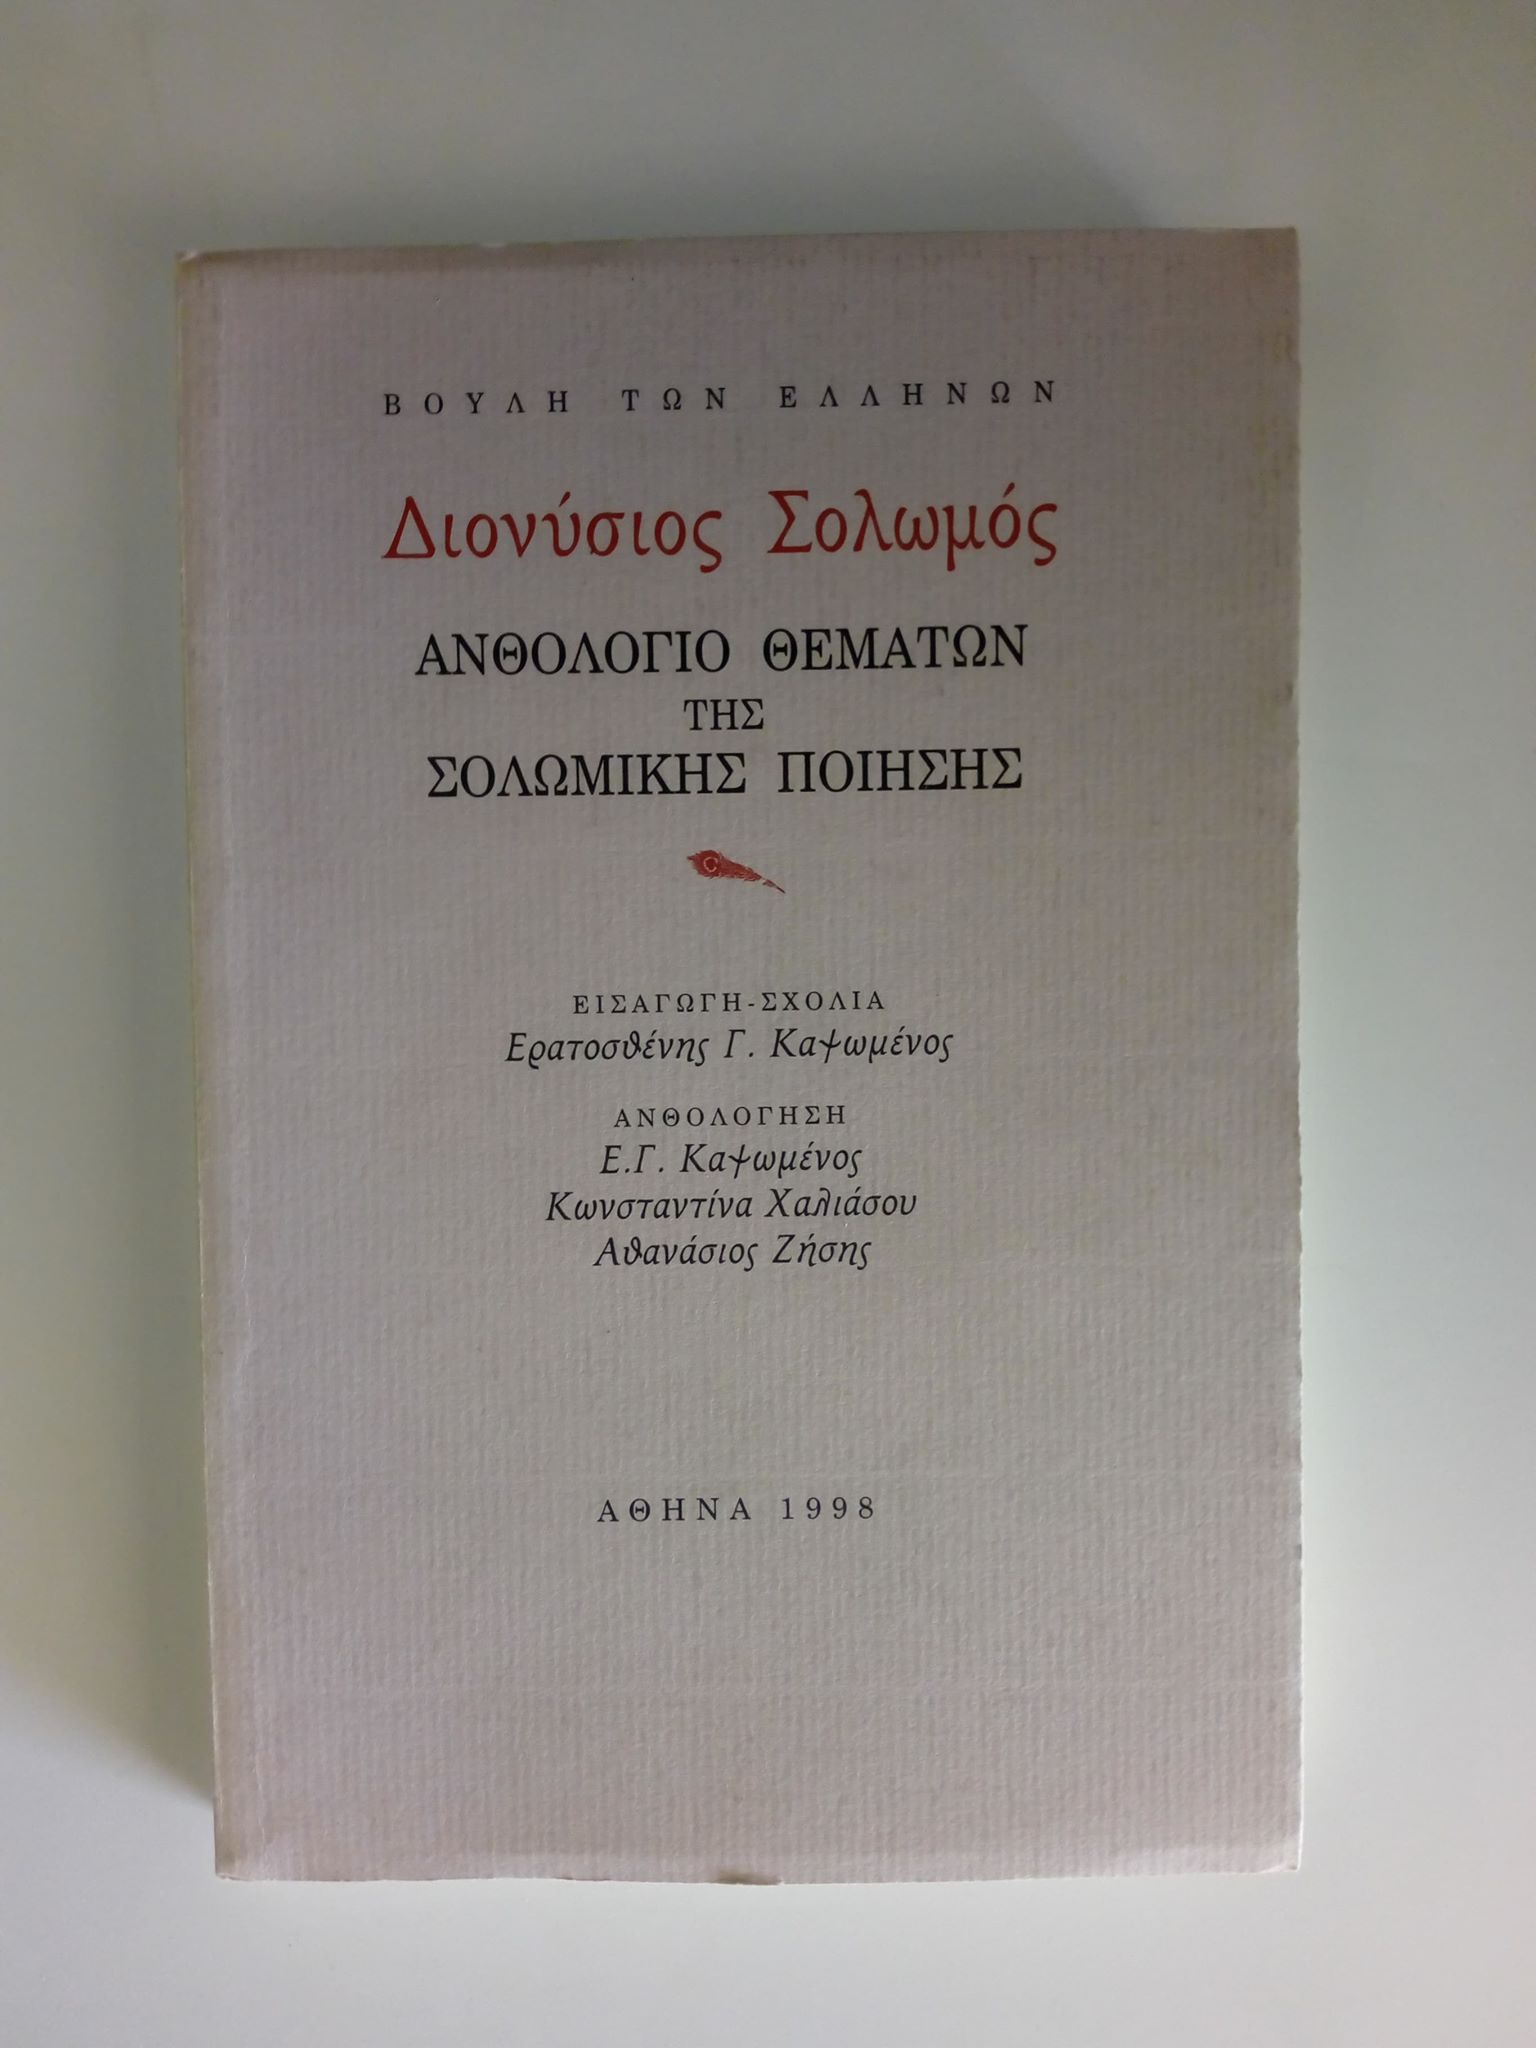 ΒΟΥΛΗ ΤΩΝ ΕΛΛΗΝΩΝ
Διονύσιος Σολωμός
ΑΝΘΟΛΟΓΙΟ ΘΕΜΑΤΩΝ
ΤΗΣ
ΣΟΛΩΜΙΚΗΣ ΠΟΙΗΣΗΣ
ΕΙΣΑΓΩΓΗ-ΣΧΟΛΙΑ
Ερατοσθένης Γ. Καψωμένος
ΑΝΘΟΛΟΓΗΣΗ
Ε.Γ. Καψωμένος
Κωνσταντίνα Χαλιάσου
Αθανάσιος Ζήσης
ΑΘΗΝΑ 1998